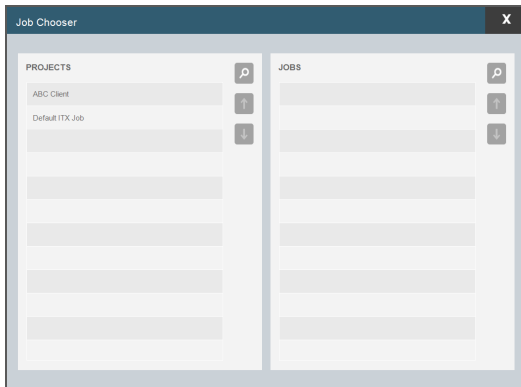 Job Chooser
X
PROJECTS
JOBS
ABC Client
Default ITX Job